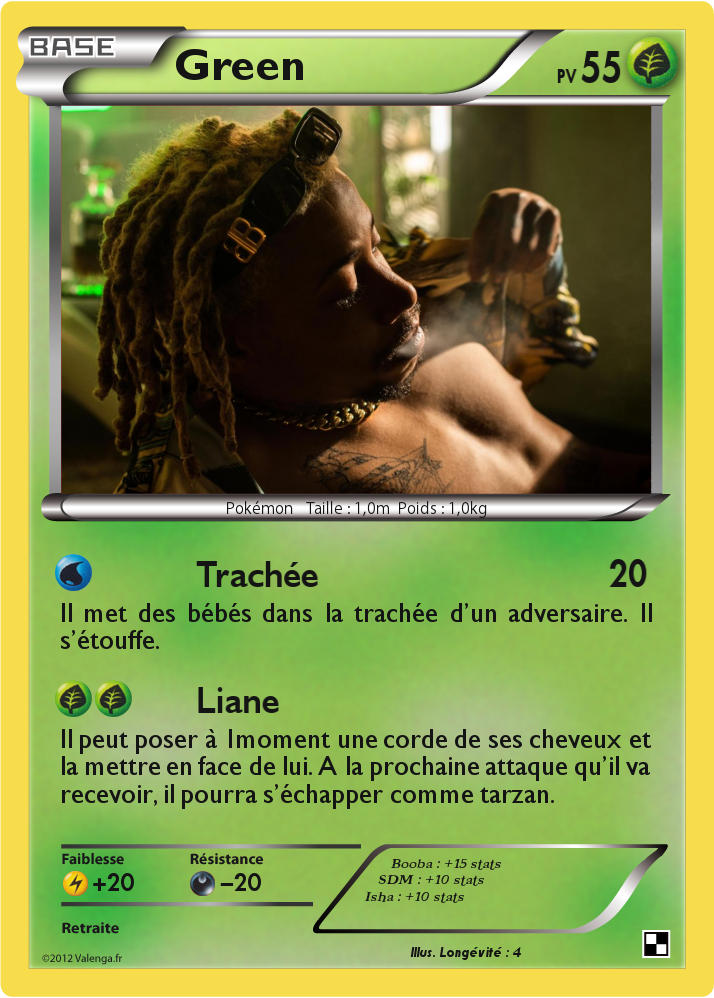 BASE
Green
PV 55
Pokémon Taille : 1,0m Poids : 1,0kg
Trachée 20
Il met des bébés dans la trachée d’un adversaire. Il
s’étouffe.
Liane
Il peut poser à 1moment une corde de ses cheveux et
la mettre en face de lui. A la prochaine attaque qu’il va
recevoir, il pourra s’échapper comme tarzan.
Faiblesse
+20
Résistance
–20
Booba : +15 stats
SDM : +10 stats
Isha : +10 stats
Retraite
Illus. Longévité : 4
©2012 Valenga.fr